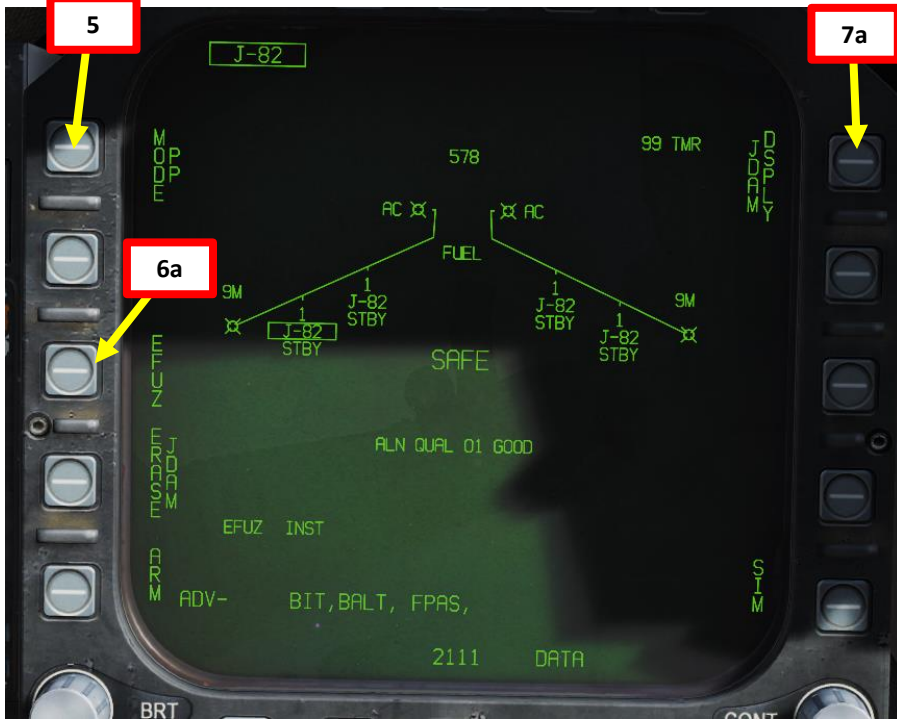 5
7a
J-82
MODE
PP
578
99 TMR
JDAM
DSPLY
AC
AC
FUEL
6a
9M
9M
1
J-82
STBY
1
J-82
STBY
1
J-82
STBY
1
J-82
STBY
EFUZ
SAFE
ERASE
JDAM
ALN QUAL 01 GOOD
EFUZ INST
ARM
SIM
ADV- BIT,BALT, FPAS,
2111 DATA
BRT
CONT